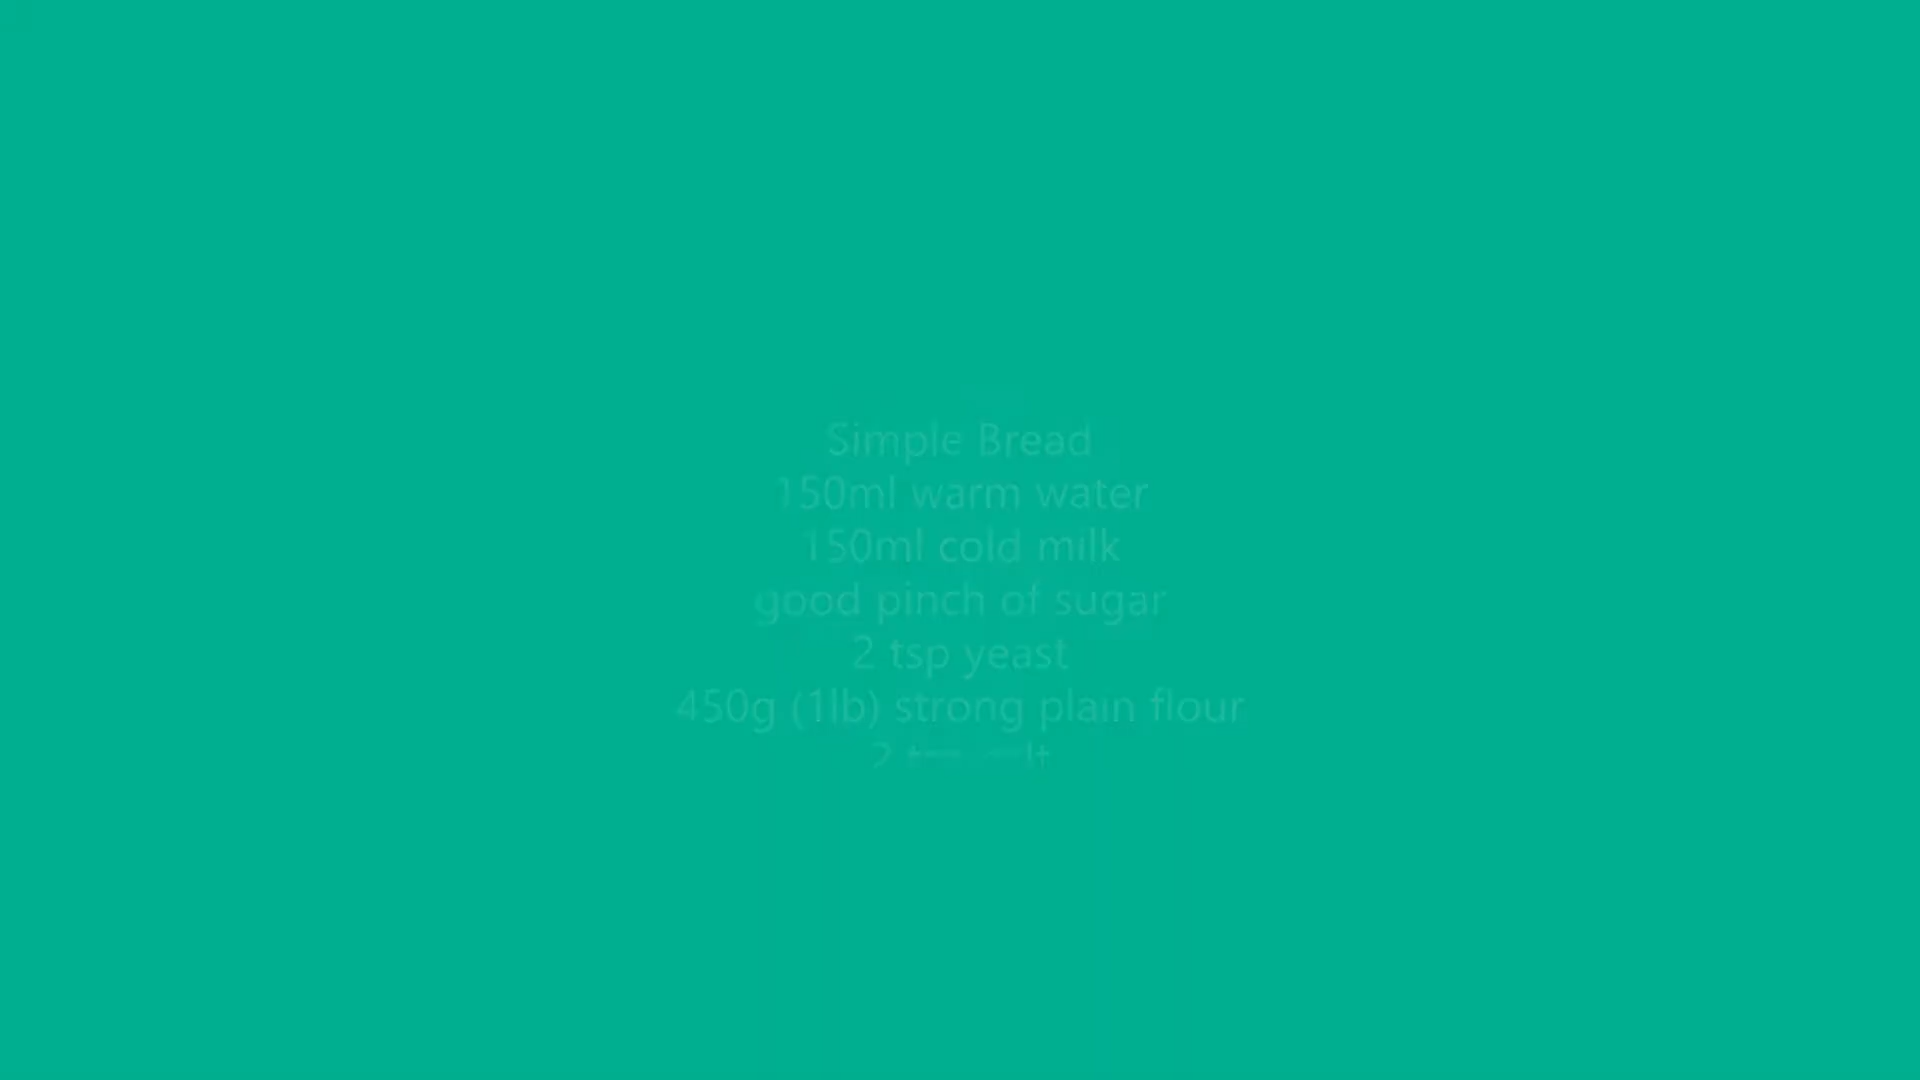 Simple Bread
150ml warm water
150ml cold milk
good pinch of sugar
2 tsp yeast
450g (1lb) strong plain flour
2